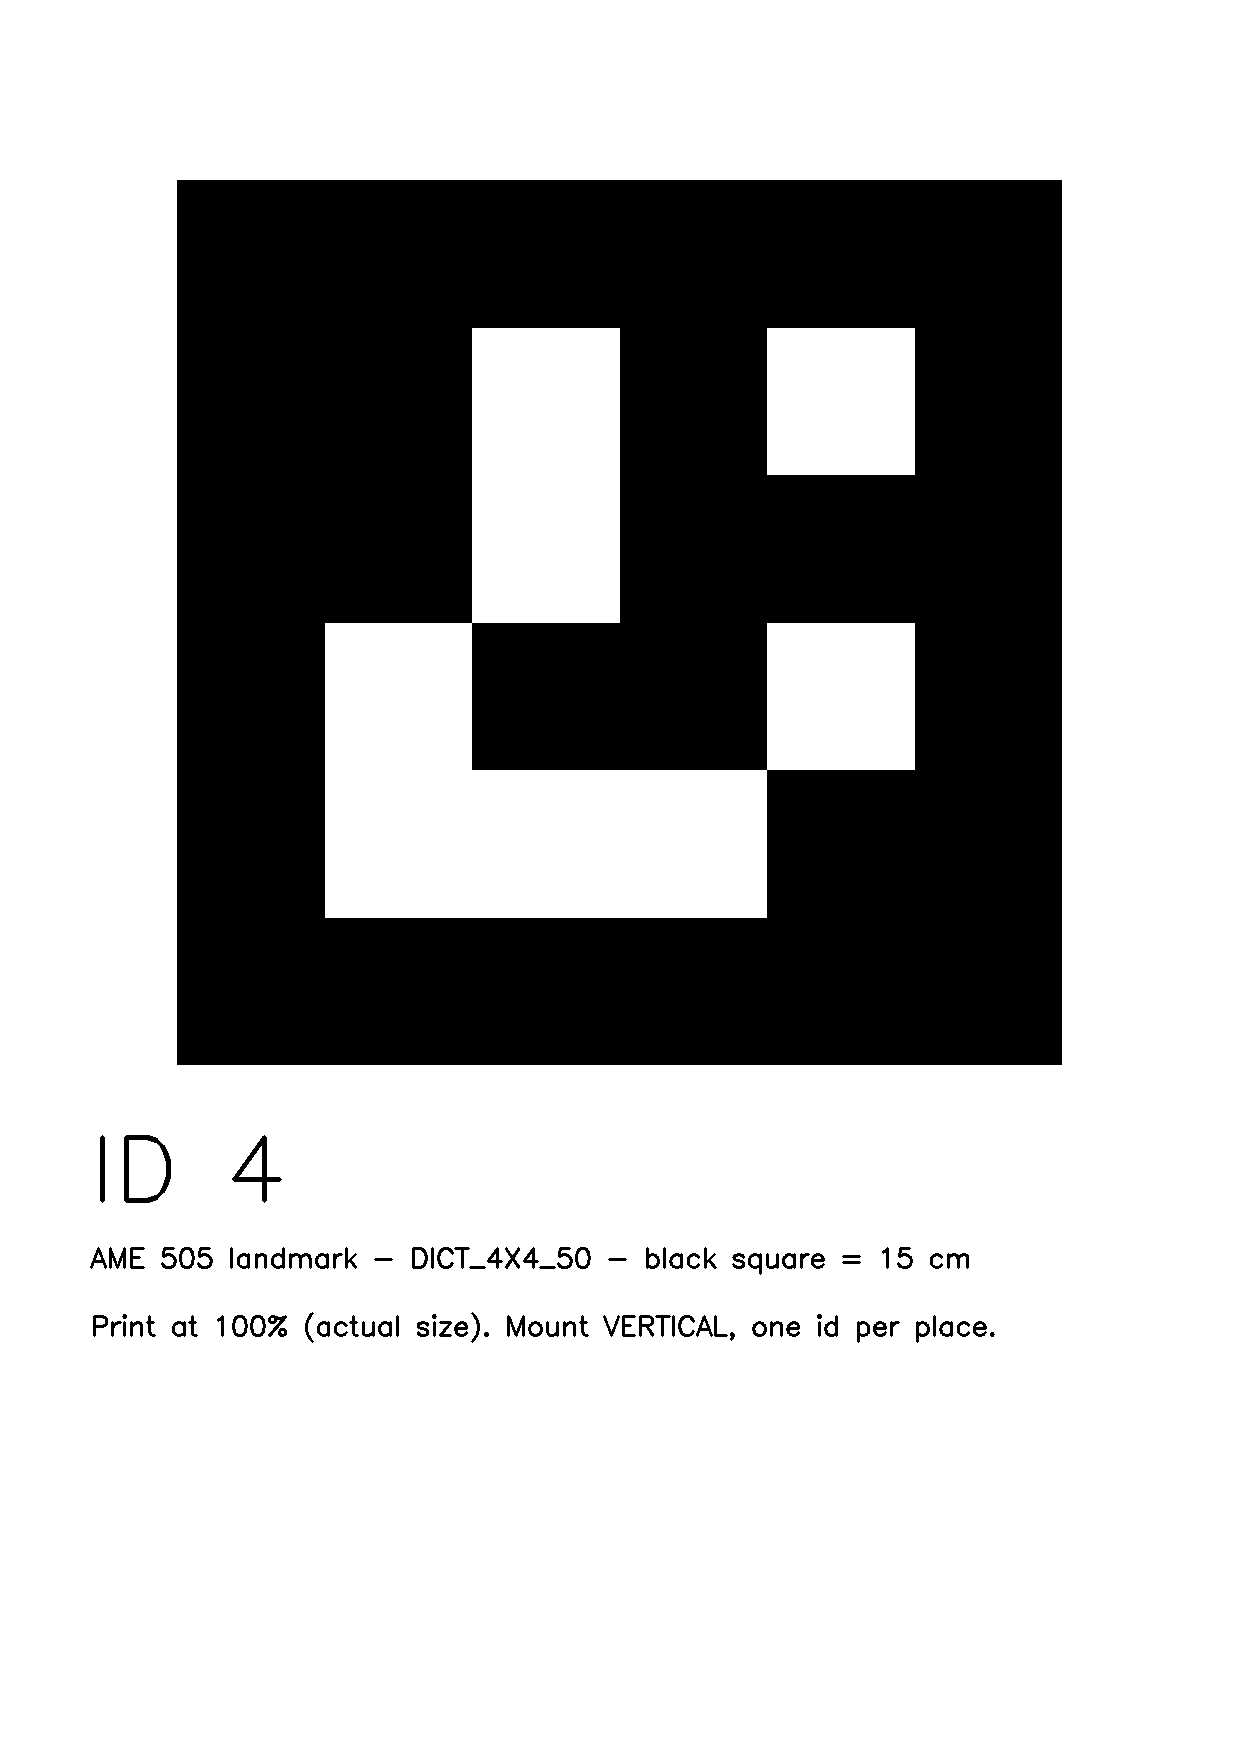 ID 4
AME 505 landmark - DICT_4X4_50 - black square = 15 cm
Print at 100% (actual size). Mount VERTICAL, one id per place.